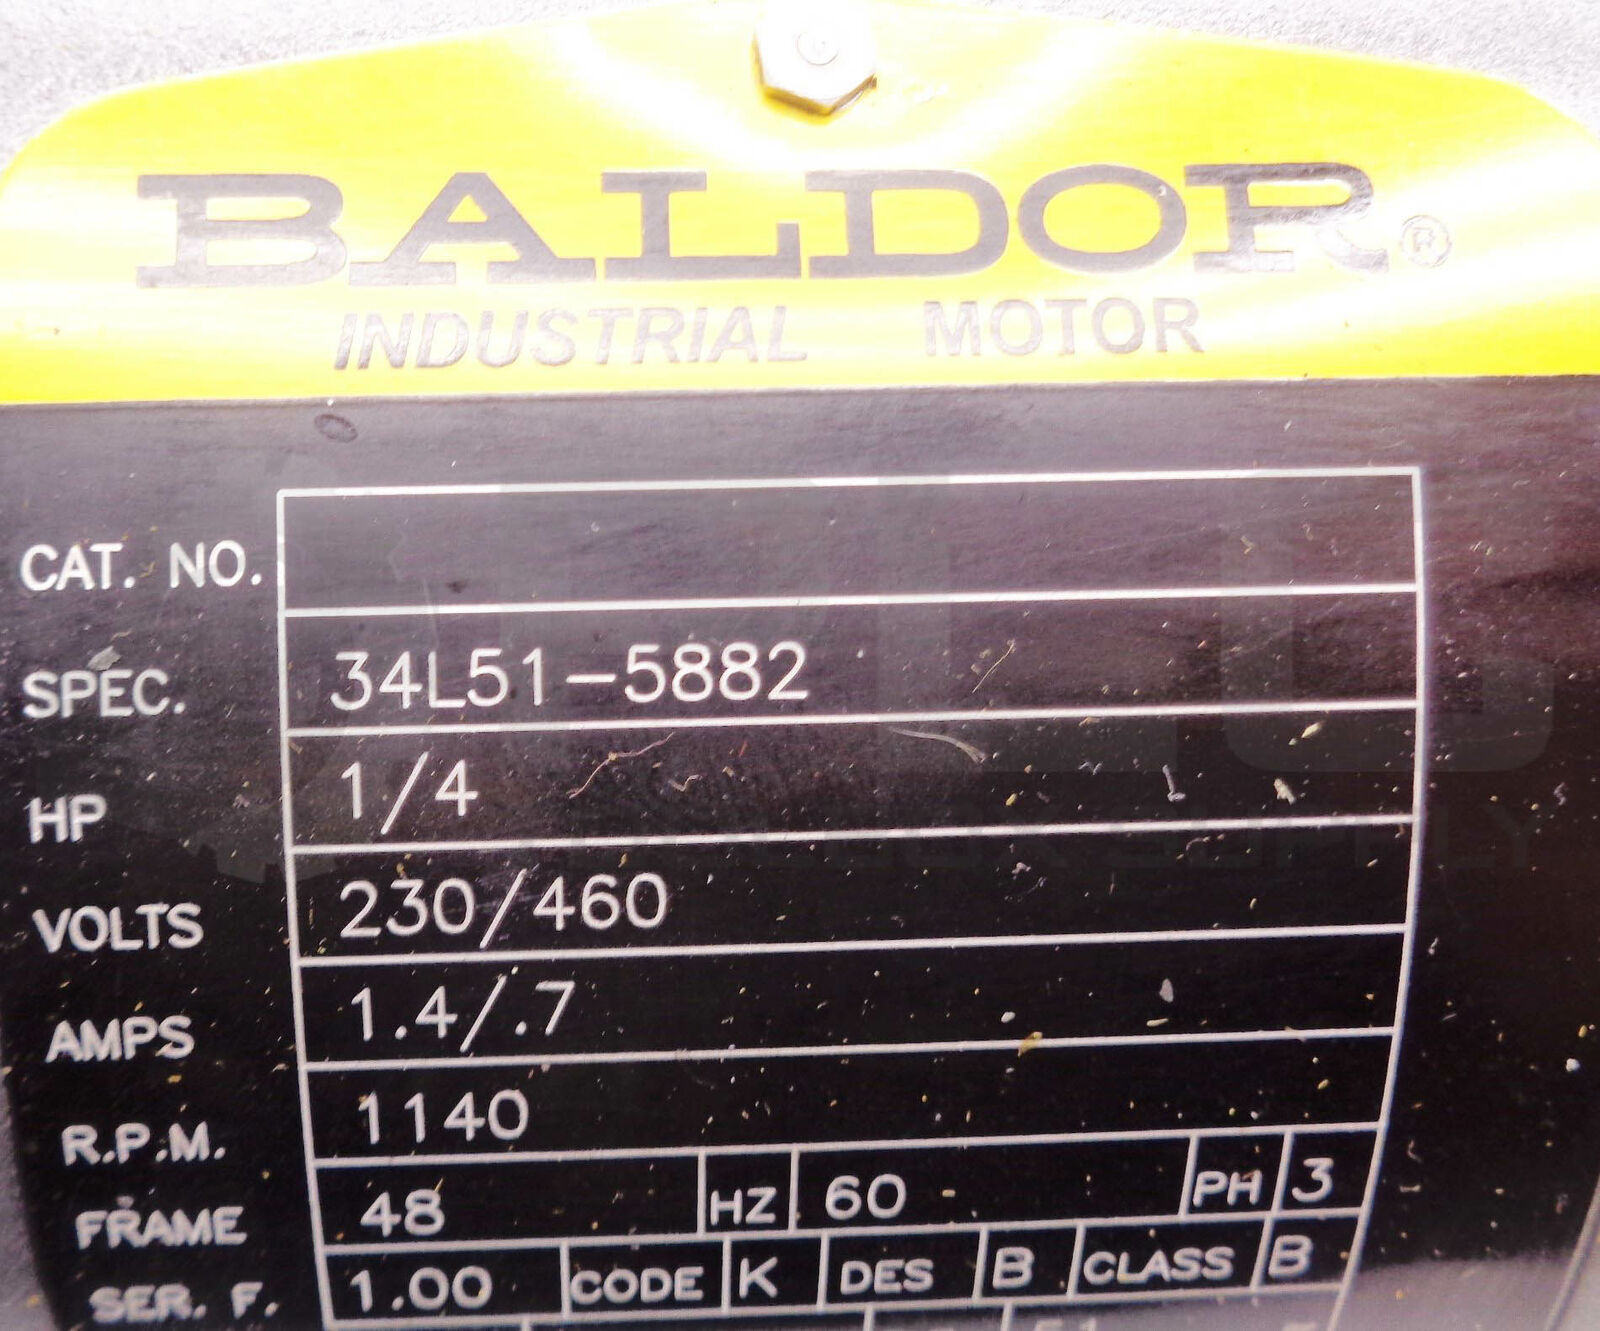 BALDOR®
INDUSTRIAL MOTOR
CAT. NO.
SPEC. 34L51-5882
HP 1/4
VOLTS 230/460
AMPS 1.4/.7
R.P.M. 1140
FRAME 48 HZ 60 PH 3
SER. F. 1.00 CODE K DES B CLASS B